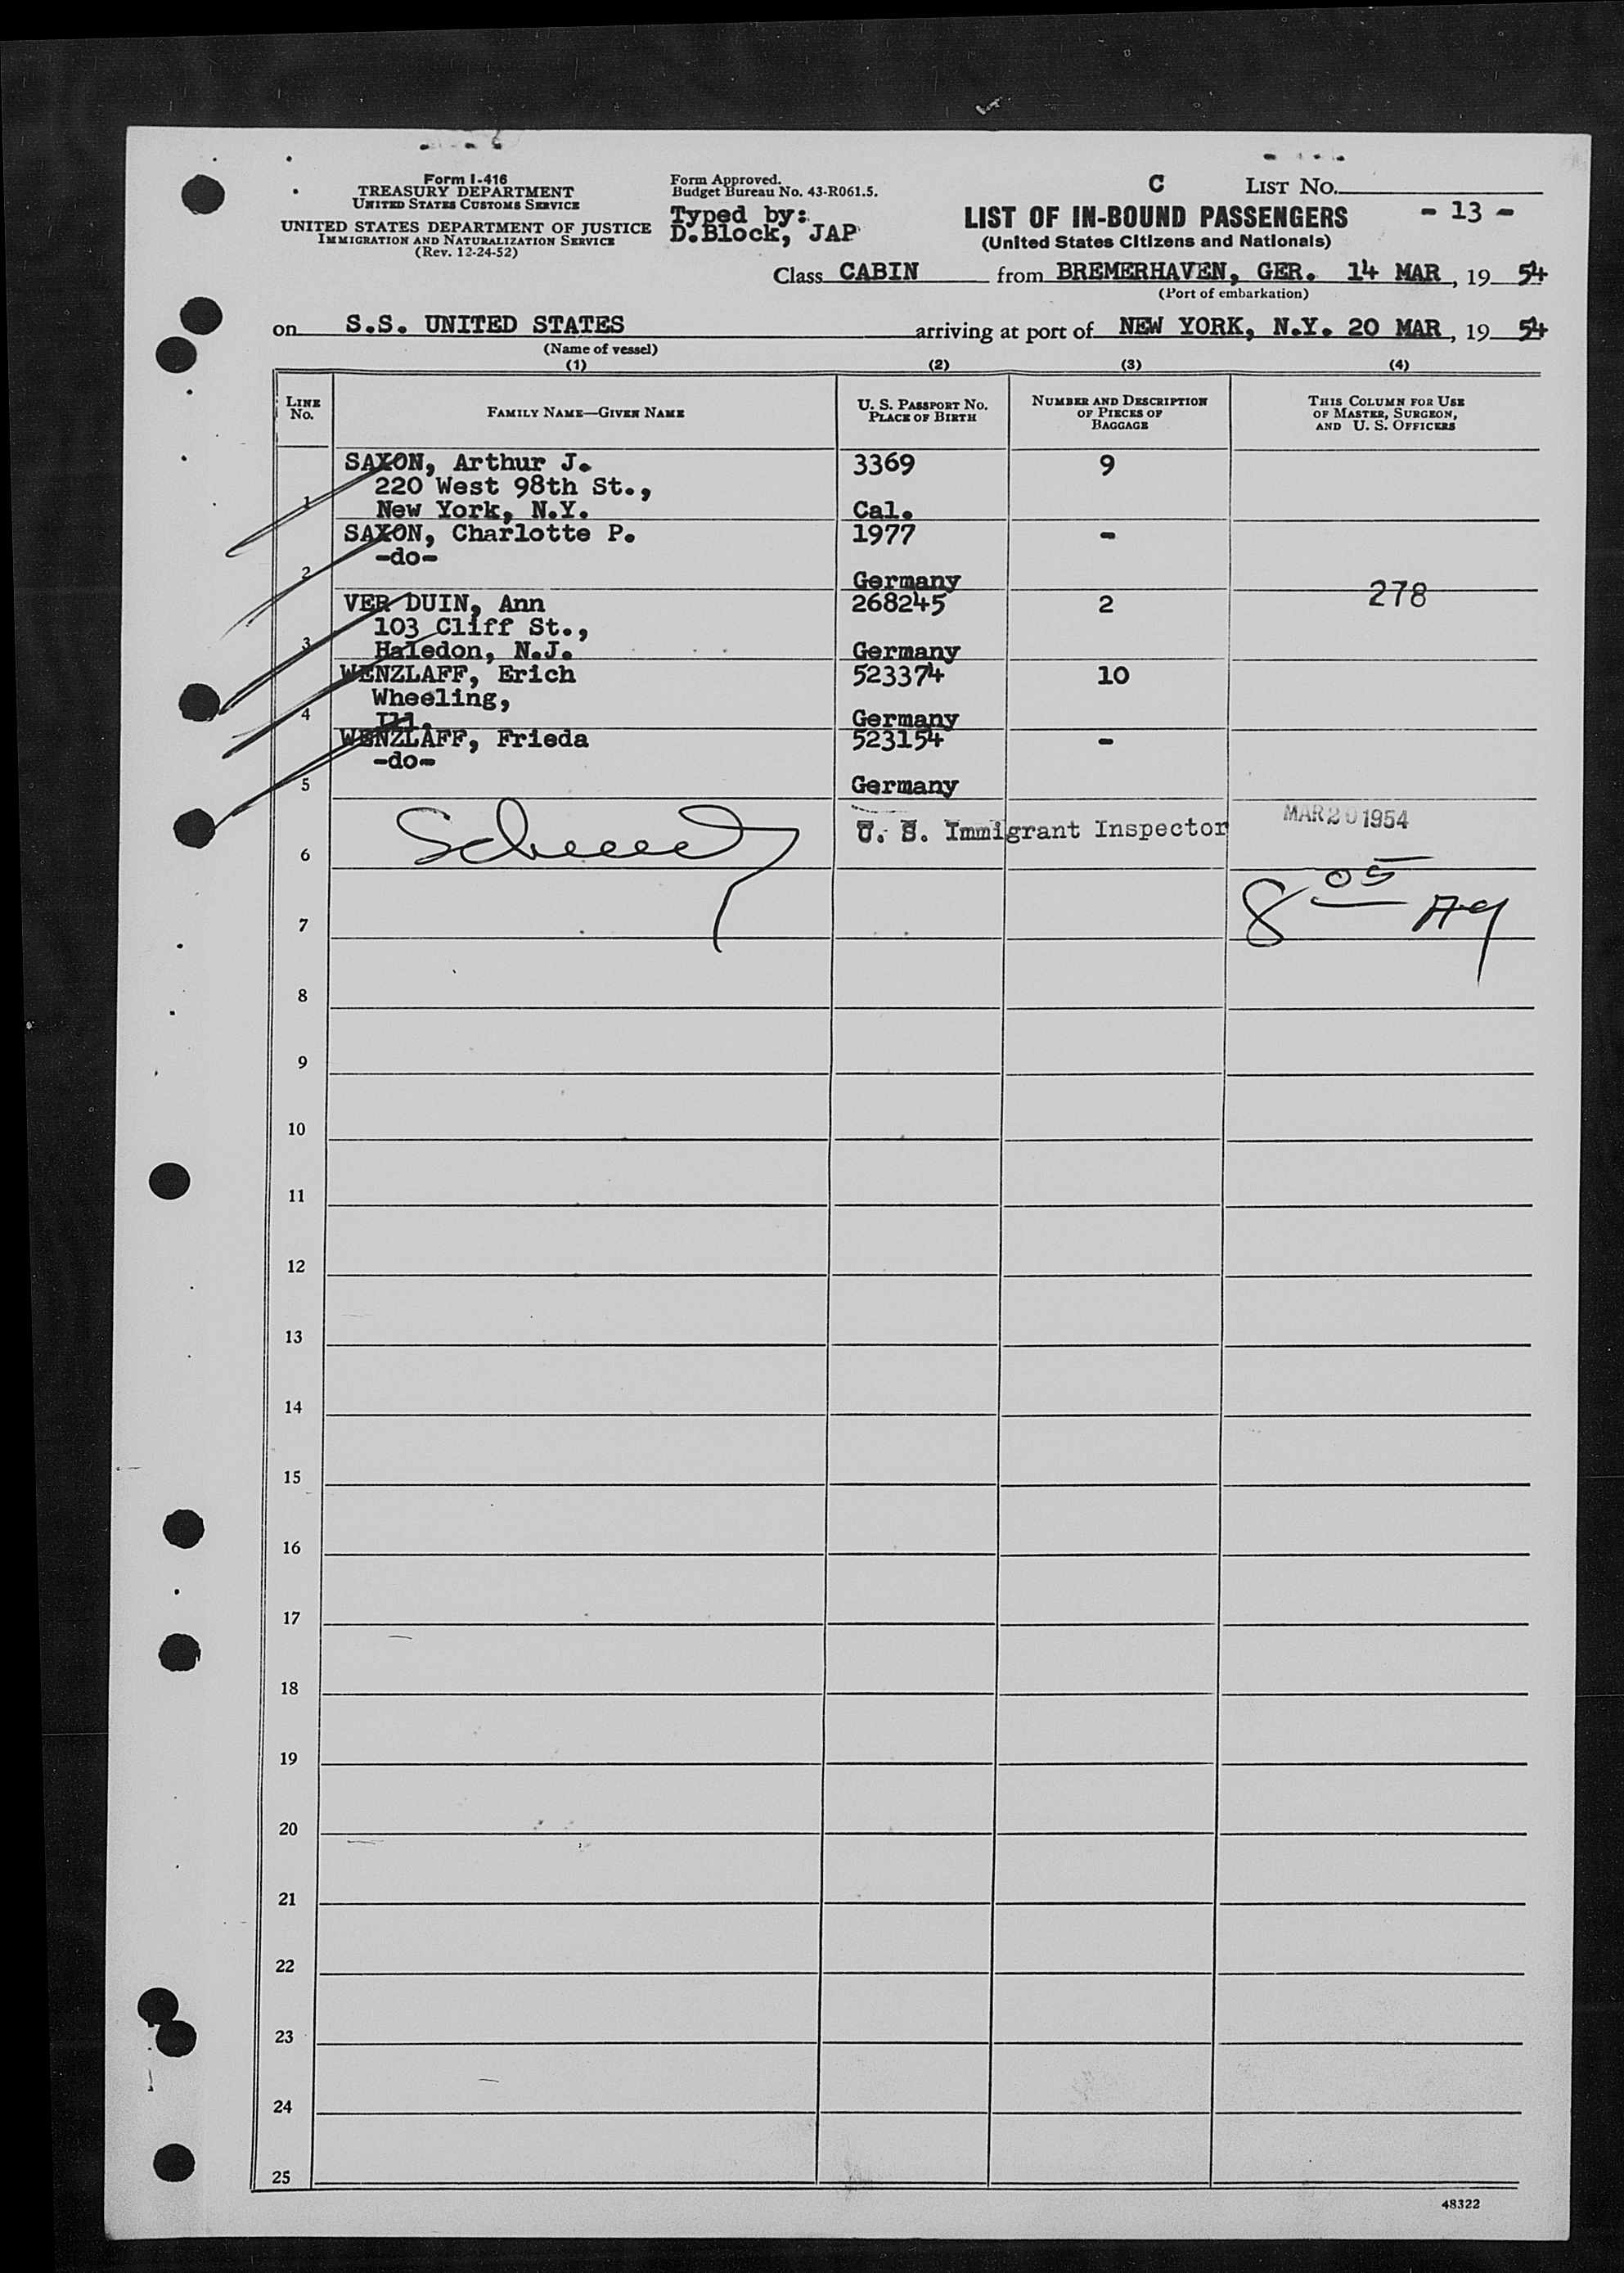 Form I-416
TREASURY DEPARTMENT
UNITED STATES CUSTOMS SERVICE
UNITED STATES DEPARTMENT OF JUSTICE
IMMIGRATION AND NATURALIZATION SERVICE
(Rev. 12-24-52)
Form Approved.
Budget Bureau No. 43-R061.5.
Typed by:
D.Block, JAP
C LIST No.
LIST OF IN-BOUND PASSENGERS - 13 -
(United States Citizens and Nationals)
Class CABIN from BREMERHAVEN, GER. 14 MAR, 19 54
(Port of embarkation)
on S.S. UNITED STATES arriving at port of NEW YORK, N.Y. 20 MAR, 19 54
(Name of vessel)
(1) (2) (3) (4)
LINE No. FAMILY NAME—GIVEN NAME U. S. PASSPORT NO. PLACE OF BIRTH NUMBER AND DESCRIPTION OF PIECES OF BAGGAGE THIS COLUMN FOR USE OF MASTER, SURGEON, AND U. S. OFFICERS
SAXON, Arthur J. 3369 9
220 West 98th St.,
1 New York, N.Y. Cal.
SAXON, Charlotte P. 1977 -
-do-
2 Germany
VER DUIN, Ann 268245 2 278
103 Cliff St.,
3 Haledon, N.J. Germany
WENZLAFF, Erich 523374 10
Wheeling,
4 Ill. Germany
WENZLAFF, Frieda 523154 -
-do-
5 Germany
U. S. Immigrant Inspector MAR 20 1954
6
8 05
7
8
9
10
11
12
13
14
15
16
17
18
19
20
21
22
23
24
25
48322